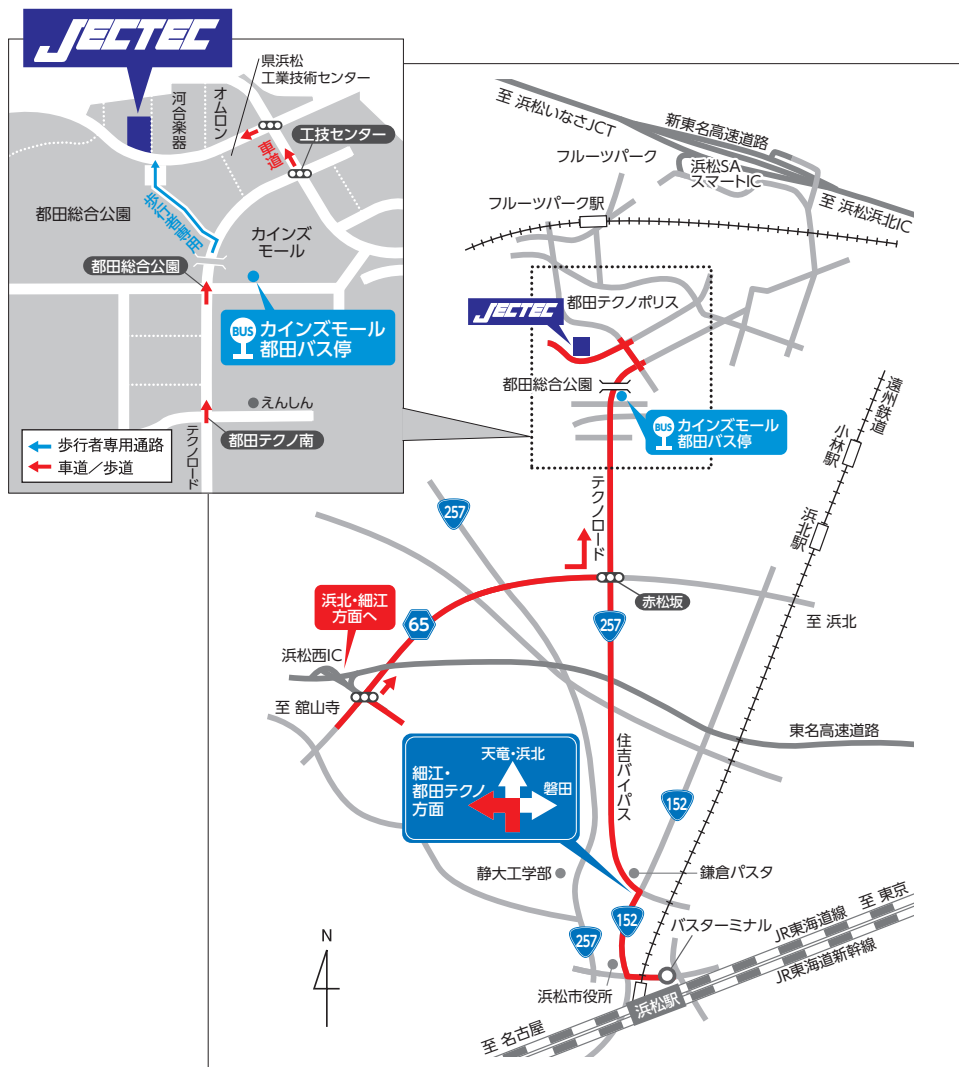 JECTEC
県浜松
工業技術センター
オムロン
河合楽器
工技センター
車道
都田総合公園
歩行者専用
カインズ
モール
都田総合公園
BUS
カインズモール
都田バス停
えんしん
都田テクノ南
テクノロード
歩行者専用通路
車道／歩道
至 浜松いなさJCT
新東名高速道路
フルーツパーク
浜松SA
スマートIC
至 浜松浜北IC
フルーツパーク駅
都田テクノポリス
JECTEC
都田総合公園
BUS
カインズモール
都田バス停
遠州鉄道
小林駅
浜北駅
257
テクノロード
赤松坂
浜北・細江
方面へ
65
257
至 浜北
浜松西IC
至 舘山寺
東名高速道路
住吉バイパス
天竜・浜北
細江・
都田テクノ
方面
磐田
152
静大工学部
鎌倉パスタ
152
257
バスターミナル
至 東京
JR東海道線
JR東海道新幹線
浜松市役所
浜松駅
至 名古屋
N